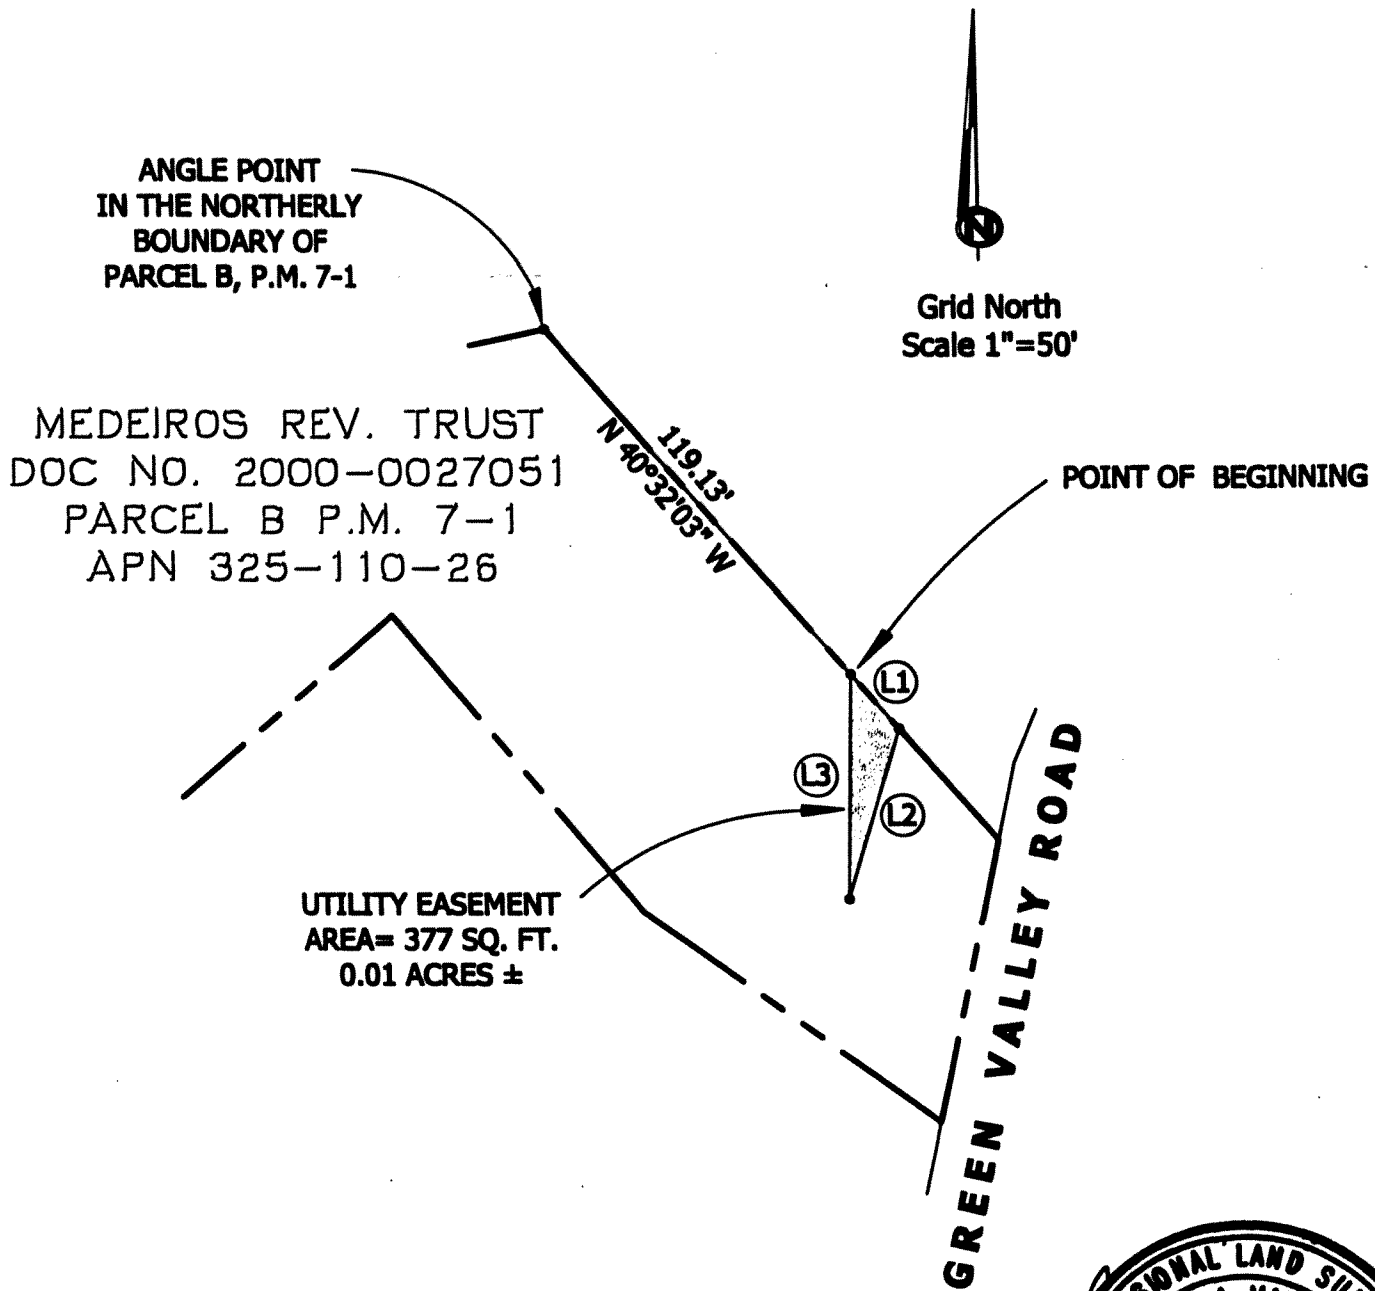 N
Grid North
Scale 1"=50'
ANGLE POINT
IN THE NORTHERLY
BOUNDARY OF
PARCEL B, P.M. 7-1
MEDEIROS REV. TRUST
DOC NO. 2000-0027051
PARCEL B P.M. 7-1
APN 325-110-26
119.13'
N 40°32'03" W
POINT OF BEGINNING
L1
L3
L2
UTILITY EASEMENT
AREA= 377 SQ. FT.
0.01 ACRES ±
GREEN VALLEY ROAD
LAND